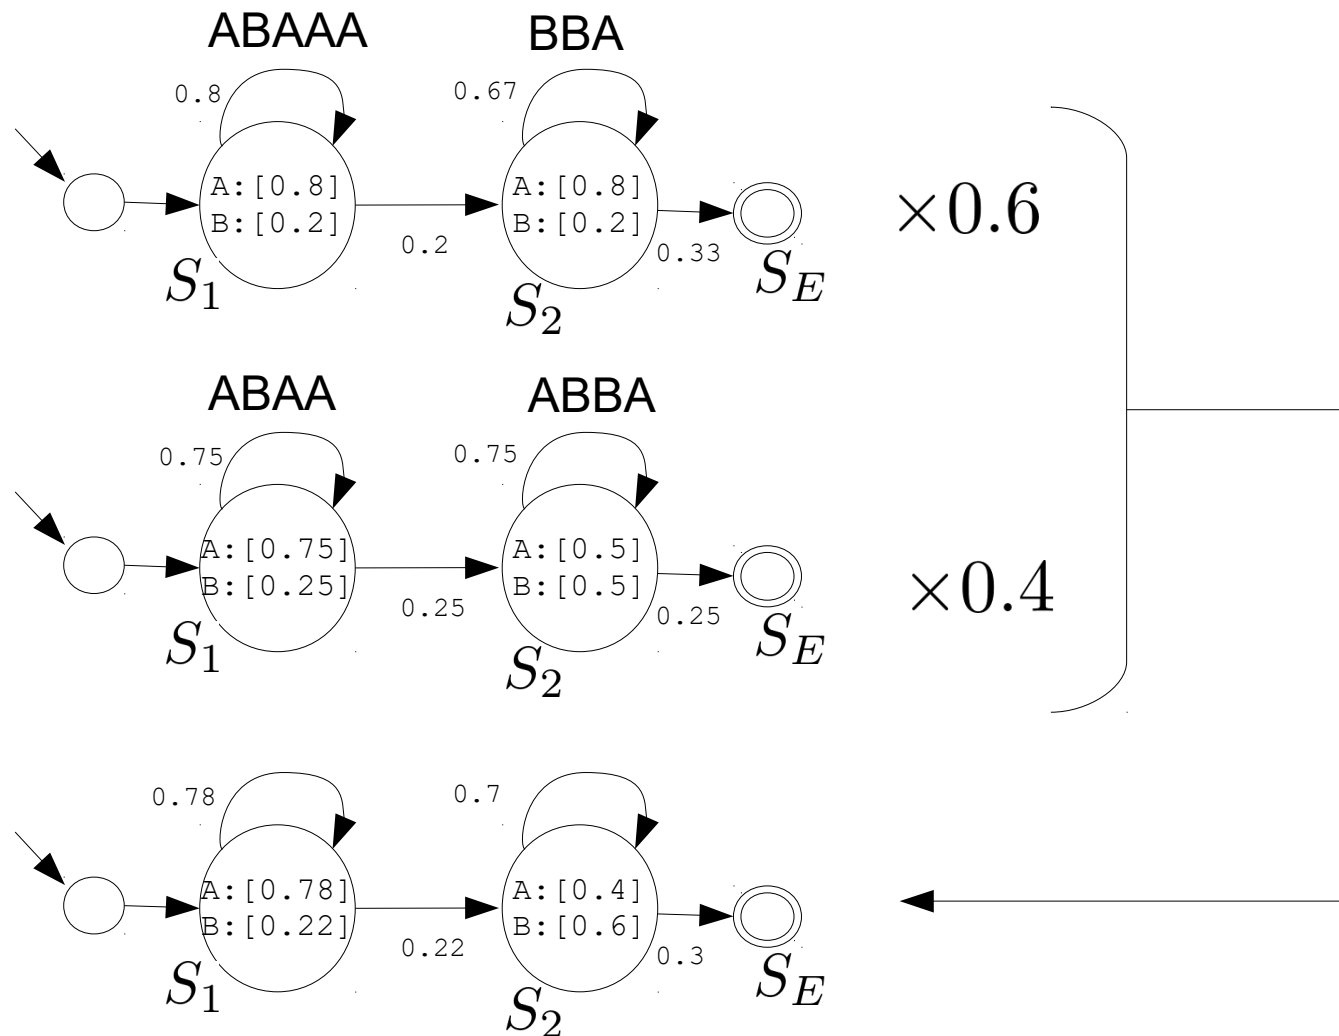 ABAAA BBA
0.8 0.67
A:[0.8] A:[0.8]
B:[0.2] B:[0.2] ×0.6
0.2 0.33
S1 S2 SE
ABAA ABBA
0.75 0.75
A:[0.75] A:[0.5]
B:[0.25] B:[0.5] ×0.4
0.25 0.25
S1 S2 SE
0.78 0.7
A:[0.78] A:[0.4]
B:[0.22] B:[0.6]
0.22 0.3
S1 S2 SE